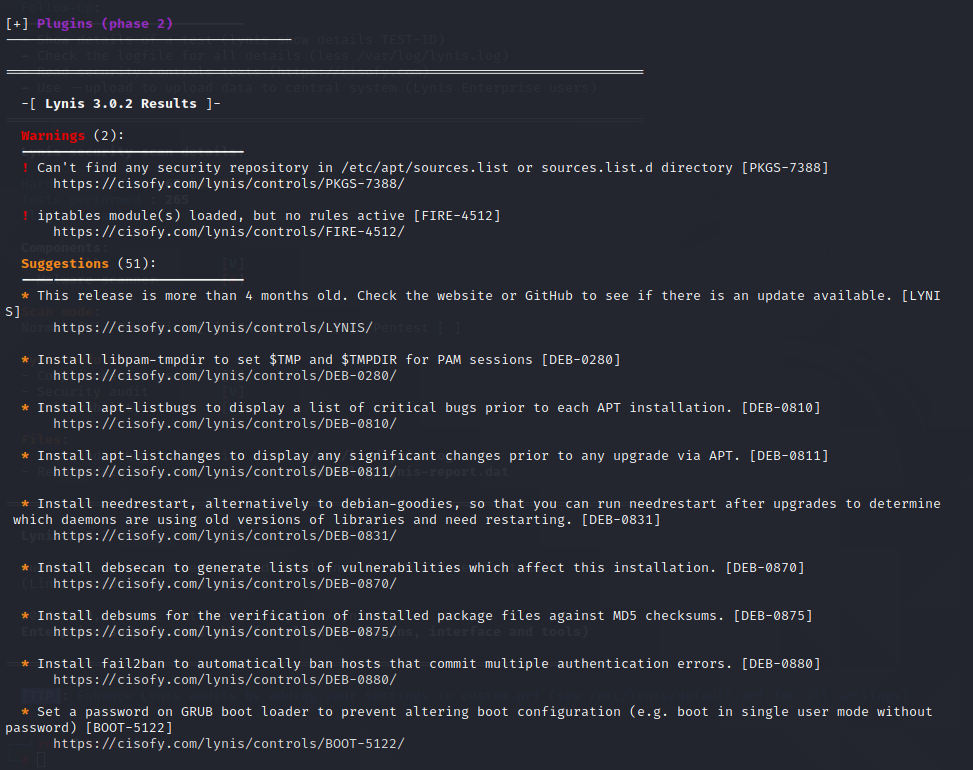 [+] Plugins (phase 2)
-[ Lynis 3.0.2 Results ]-
Warnings (2):
! Can't find any security repository in /etc/apt/sources.list or sources.list.d directory [PKGS-7388]
https://cisofy.com/lynis/controls/PKGS-7388/
! iptables module(s) loaded, but no rules active [FIRE-4512]
https://cisofy.com/lynis/controls/FIRE-4512/
Suggestions (51):
* This release is more than 4 months old. Check the website or GitHub to see if there is an update available. [LYNI
S]
https://cisofy.com/lynis/controls/LYNIS/
* Install libpam-tmpdir to set $TMP and $TMPDIR for PAM sessions [DEB-0280]
https://cisofy.com/lynis/controls/DEB-0280/
* Install apt-listbugs to display a list of critical bugs prior to each APT installation. [DEB-0810]
https://cisofy.com/lynis/controls/DEB-0810/
* Install apt-listchanges to display any significant changes prior to any upgrade via APT. [DEB-0811]
https://cisofy.com/lynis/controls/DEB-0811/
* Install needrestart, alternatively to debian-goodies, so that you can run needrestart after upgrades to determine
which daemons are using old versions of libraries and need restarting. [DEB-0831]
https://cisofy.com/lynis/controls/DEB-0831/
* Install debsecan to generate lists of vulnerabilities which affect this installation. [DEB-0870]
https://cisofy.com/lynis/controls/DEB-0870/
* Install debsums for the verification of installed package files against MD5 checksums. [DEB-0875]
https://cisofy.com/lynis/controls/DEB-0875/
* Install fail2ban to automatically ban hosts that commit multiple authentication errors. [DEB-0880]
https://cisofy.com/lynis/controls/DEB-0880/
* Set a password on GRUB boot loader to prevent altering boot configuration (e.g. boot in single user mode without
password) [BOOT-5122]
https://cisofy.com/lynis/controls/BOOT-5122/